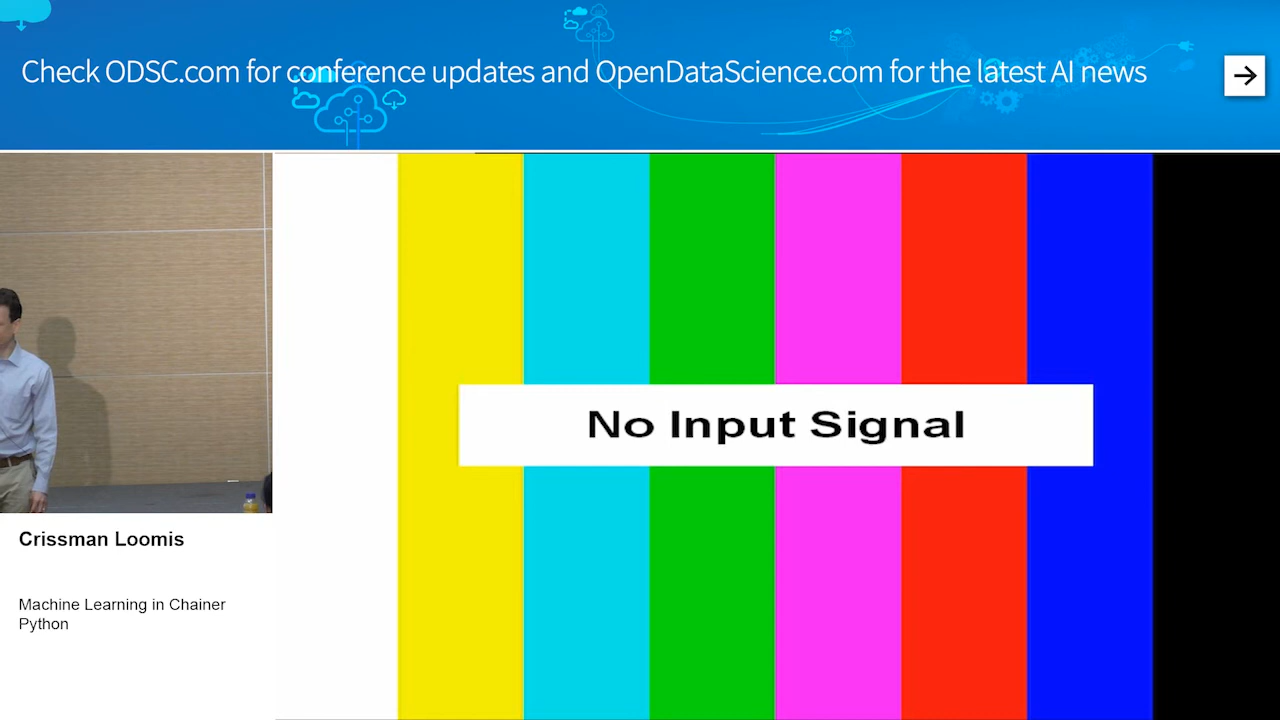 Check ODSC.com for conference updates and OpenDataScience.com for the latest AI news
No Input Signal
Crissman Loomis
Machine Learning in Chainer
Python